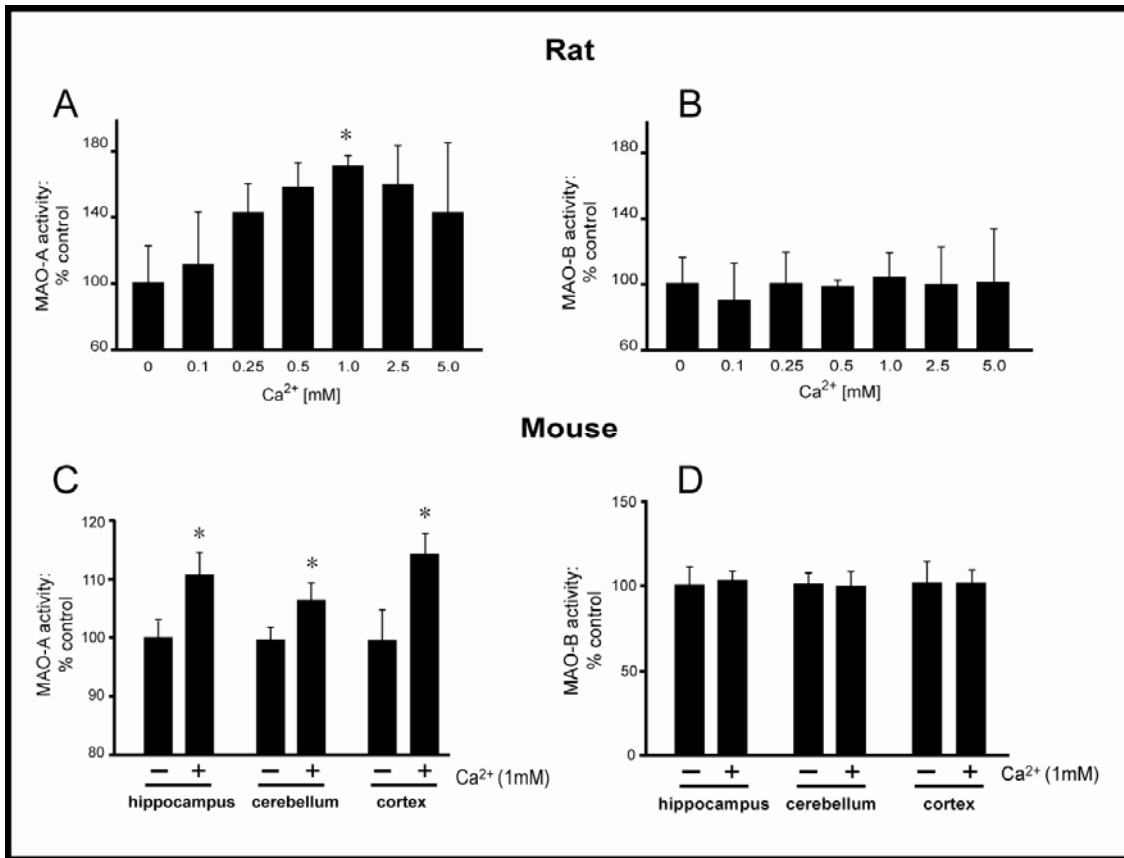 Rat
A
MAO-A activity:
% control
180
140
100
60
*
0 0.1 0.25 0.5 1.0 2.5 5.0
Ca²⁺ [mM]
B
MAO-B activity:
% control
180
140
100
60
0 0.1 0.25 0.5 1.0 2.5 5.0
Ca²⁺ [mM]
Mouse
C
MAO-A activity:
% control
120
110
100
90
80
* * *
− + − + − +
Ca²⁺ (1mM)
hippocampus cerebellum cortex
D
MAO-B activity:
% control
150
100
50
0
− + − + − +
Ca²⁺ (1mM)
hippocampus cerebellum cortex